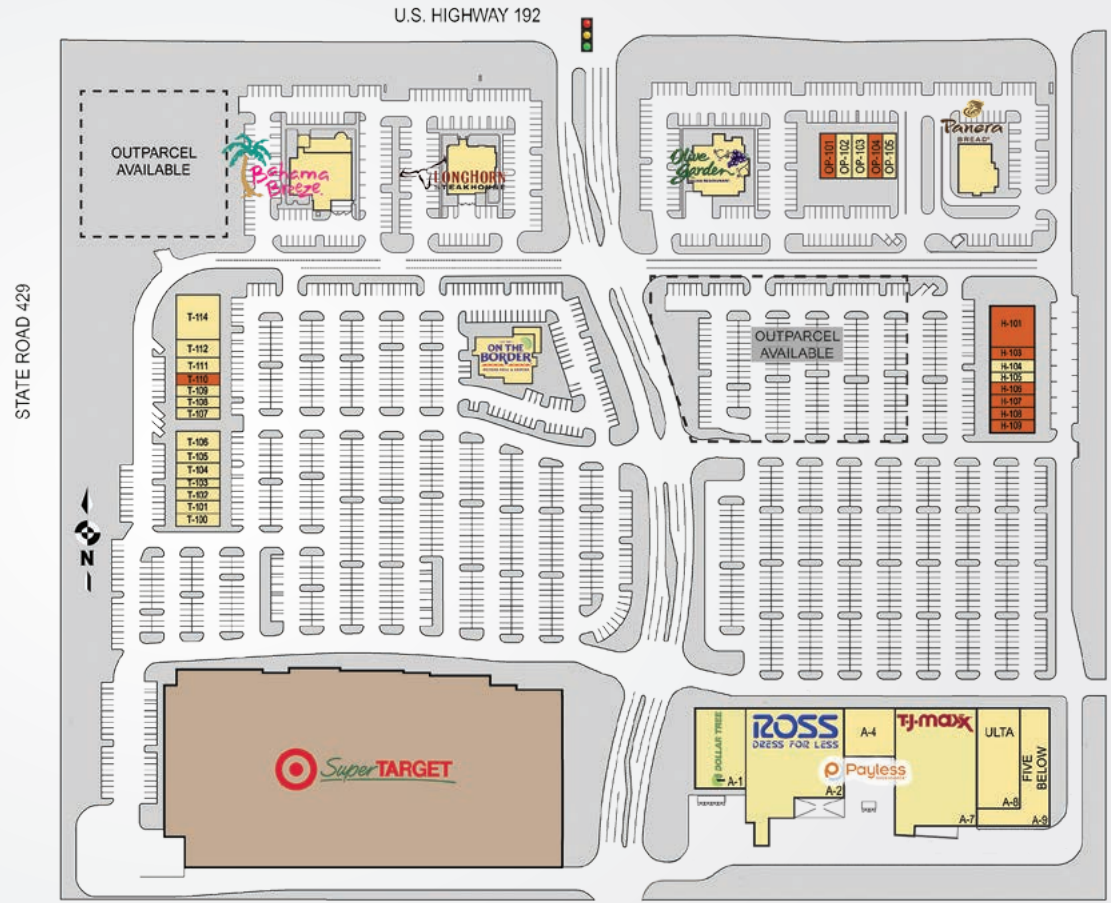 U.S. HIGHWAY 192
STATE ROAD 429
OUTPARCEL
AVAILABLE
Bahama
Breeze
LONGHORN
STEAKHOUSE
Olive
Garden
OP-101
OP-102
OP-103
OP-104
OP-105
Panera
BREAD
T-114
T-112
T-111
T-110
T-109
T-108
T-107
T-106
T-105
T-104
T-103
T-102
T-101
T-100
ON THE
BORDER
OUTPARCEL
AVAILABLE
H-101
H-103
H-104
H-105
H-106
H-107
H-108
H-109
N
SuperTARGET
DOLLAR TREE
A-1
ROSS
DRESS FOR LESS
A-2
A-4
Payless
T.J.maxx
A-7
ULTA
A-8
FIVE
BELOW
A-9